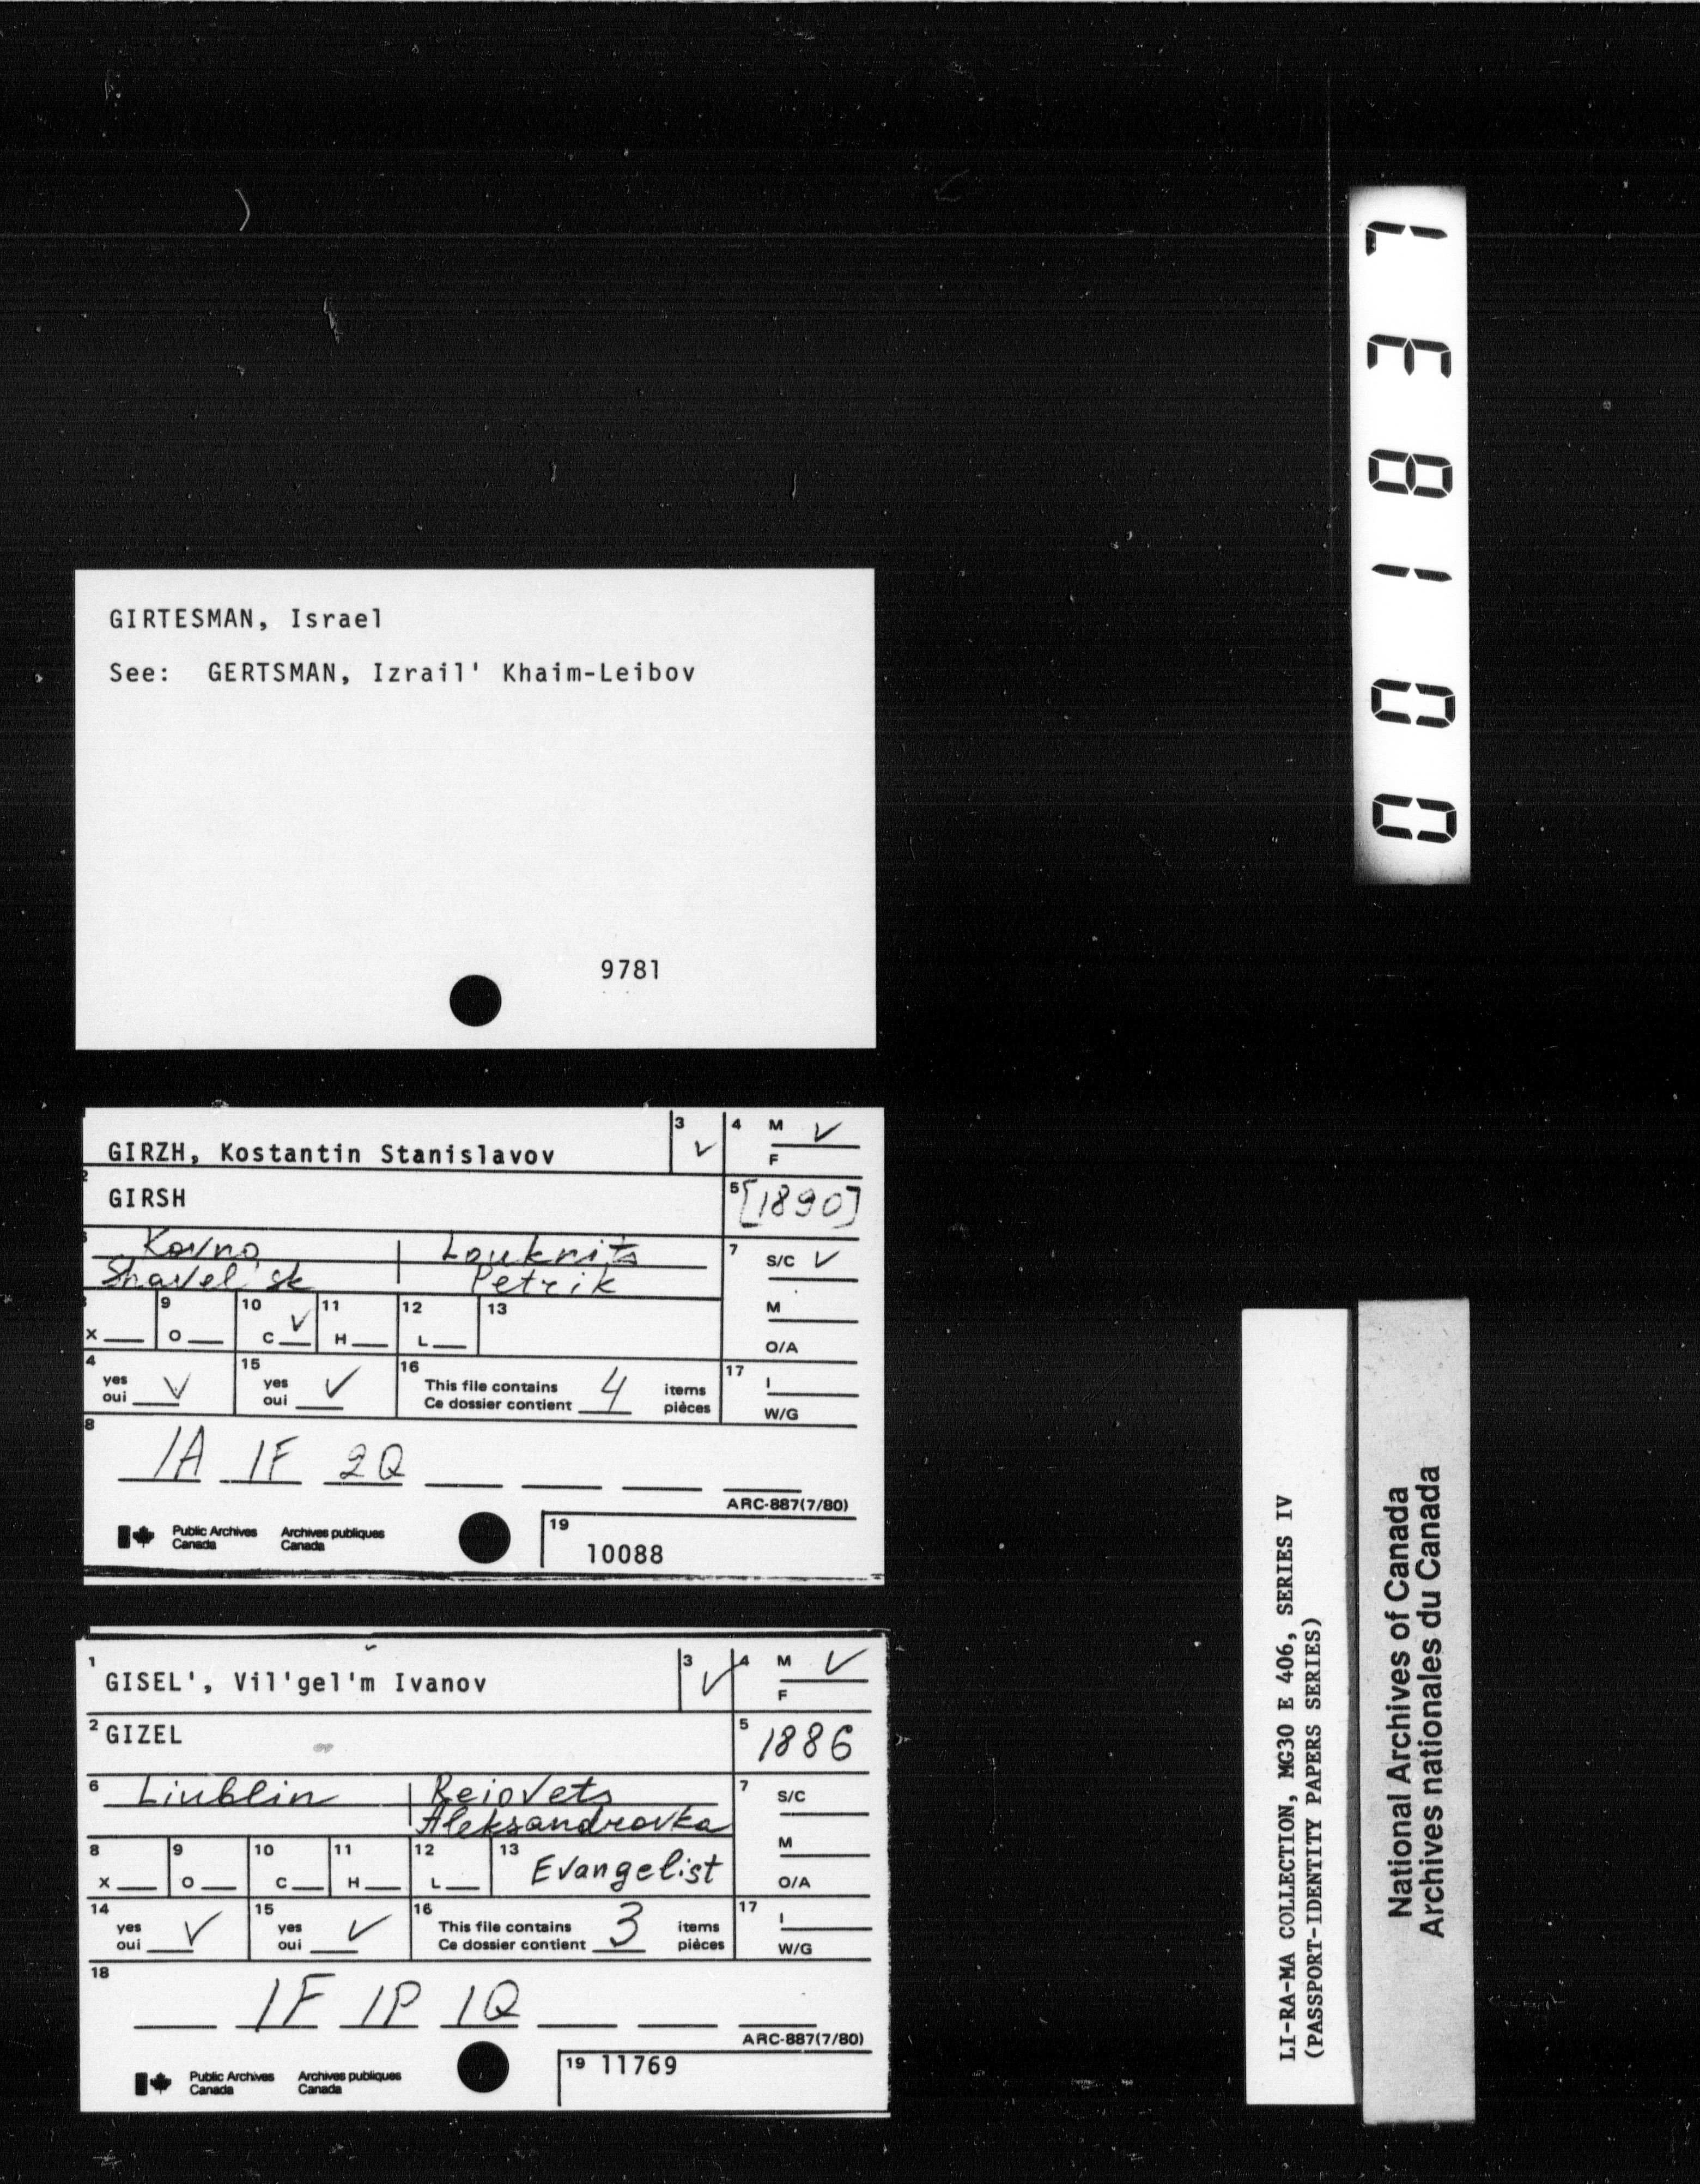 GIRTESMAN, Israel
See: GERTSMAN, Izrail' Khaim-Leibov
9781
GIRZH, Kostantin Stanislavov
3 ✓
4 M ✓
F
2 GIRSH
5 [1890]
Kovno | Louknits
Shavel'sk Petrik
7 S/C ✓
M
O/A
X
9 O
10 C ✓
11 H
12 L
13
4 yes oui ✓
15 yes oui ✓
16 This file contains 4 items
Ce dossier contient pièces
17 I
W/G
8 1A 1F 2Q
ARC-887(7/80)
Public Archives Canada
Archives publiques Canada
19 10088
1 GISEL', Vil'gel'm Ivanov
3 ✓
4 M ✓
F
2 GIZEL
5 1886
6 Liublin | Reiovets
Aleksandrovka
7 S/C
M
O/A
8 X
9 O
10 C
11 H
12 L
13 Evangelist
14 yes oui ✓
15 yes oui ✓
16 This file contains 3 items
Ce dossier contient pièces
17 I
W/G
18 1F 1P 1Q
ARC-887(7/80)
Public Archives Canada
Archives publiques Canada
19 11769
001837
LI-RA-MA COLLECTION, MG30 E 406, SERIES IV
(PASSPORT-IDENTITY PAPERS SERIES)
National Archives of Canada
Archives nationales du Canada